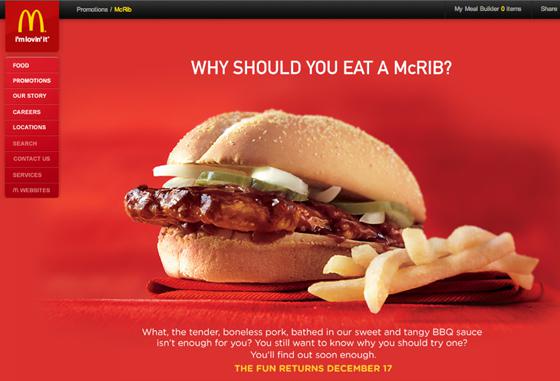 Promotions / McRib
My Meal Builder 0 items
Share
i'm lovin' it®
FOOD
PROMOTIONS
OUR STORY
CAREERS
LOCATIONS
SEARCH
CONTACT US
SERVICES
M WEBSITES
WHY SHOULD YOU EAT A McRIB?
What, the tender, boneless pork, bathed in our sweet and tangy BBQ sauce
isn't enough for you? You still want to know why you should try one?
You'll find out soon enough.
THE FUN RETURNS DECEMBER 17